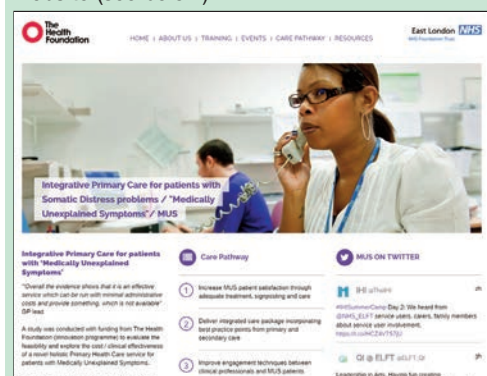 The
Health
Foundation
HOME | ABOUT US | TRAINING | EVENTS | CARE PATHWAY | RESOURCES
East London NHS
NHS Foundation Trust
Integrative Primary Care for patients with
Somatic Distress problems / "Medically
Unexplained Symptoms"/ MUS
Integrative Primary Care for patients
with "Medically Unexplained
Symptoms"
"Overall the evidence shows that it is an effective
service which can be run with minimal administrative
costs and provide something, which is not available"
GP lead
A study was conducted with funding from The Health
Foundation (innovation programme) to evaluate the
feasibility and explore the cost / clinical effectiveness
of a novel holistic Primary Health Care service for
patients with Medically Unexplained Symptoms.
Care Pathway
1 Increase MUS patient satisfaction through
adequate treatment, signposting and care
2 Deliver integrated care package incorporating
best practice points from primary and
secondary care
3 Improve engagement techniques between
clinical professionals and MUS patients
MUS ON TWITTER
IHI
Day 2: We heard from
@NHS_ELFT service users, carers, family members
about service user involvement.
QI @ ELFT